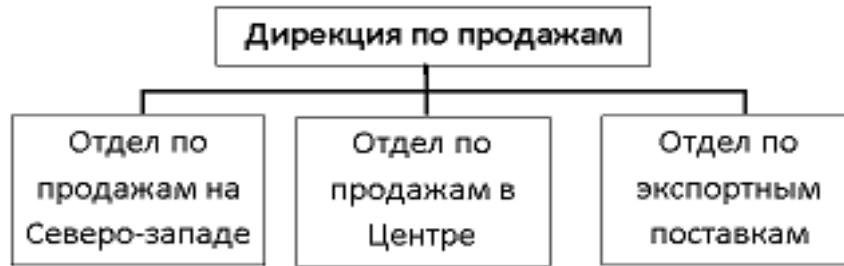 Дирекция по продажам
Отдел по
продажам на
Северо-западе
Отдел по
продажам в
Центре
Отдел по
экспортным
поставкам